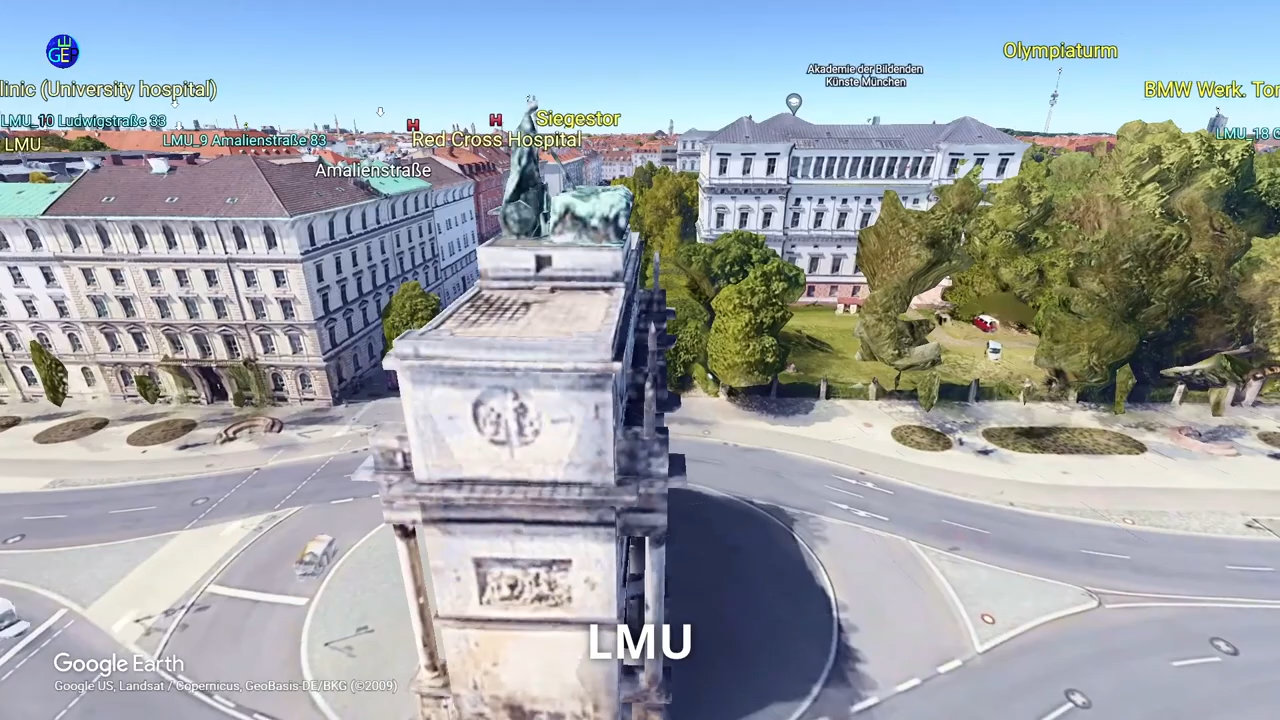 GEP
Olympiaturm
Akademie der Bildenden
Künste München
linic (University hospital)
BMW Werk. Tor
LMU_10 Ludwigstraße 33
Siegestor
H
H
LMU_18 C
LMU
LMU_9 Amalienstraße 83
Red Cross Hospital
Amalienstraße
LMU
Google Earth
Google US, Landsat / Copernicus, GeoBasis-DE/BKG (©2009)